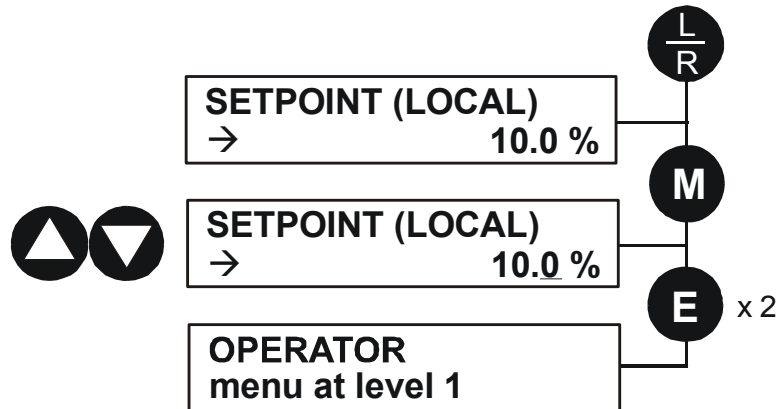 L
R
SETPOINT (LOCAL)
→ 10.0 %
M
SETPOINT (LOCAL)
→ 10.0 %
E x 2
OPERATOR
menu at level 1